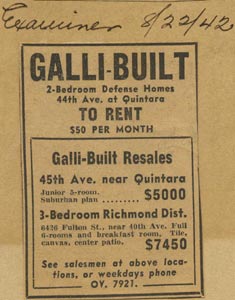 Examiner 8/22/42
GALLI-BUILT
2-Bedroom Defense Homes
44th Ave. at Quintara
TO RENT
$50 PER MONTH
Galli-Built Resales
45th Ave. near Quintara
Junior 5-room.
Suburban plan ......... $5000
3-Bedroom Richmond Dist.
6436 Fulton St., near 40th Ave. Full
6-rooms and breakfast room. Tile,
canvas, center patio. $7450
See salesmen at above loca-
tions, or weekdays phone
OV. 7921.